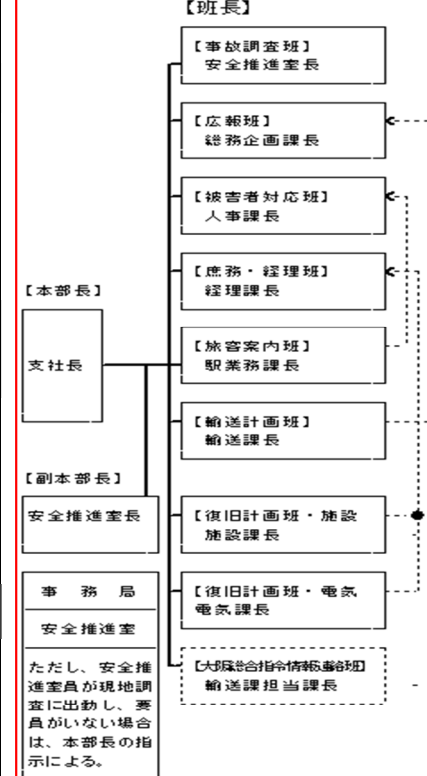 【班長】
【事故調査班】
安全推進室長
【広報班】
総務企画課長
【被害者対応班】
人事課長
【庶務・経理班】
経理課長
【本部長】
支社長
【旅客案内班】
駅業務課長
【輸送計画班】
輸送課長
【副本部長】
安全推進室長
【復旧計画班・施設
施設課長
【復旧計画班・電気
電気課長
事務局
安全推進室
ただし、安全推
進室員が現地調
査に出動し、要
員がいない場合
は、本部長の指
示による。
【大阪総合指令情報連絡班】
輸送課担当課長